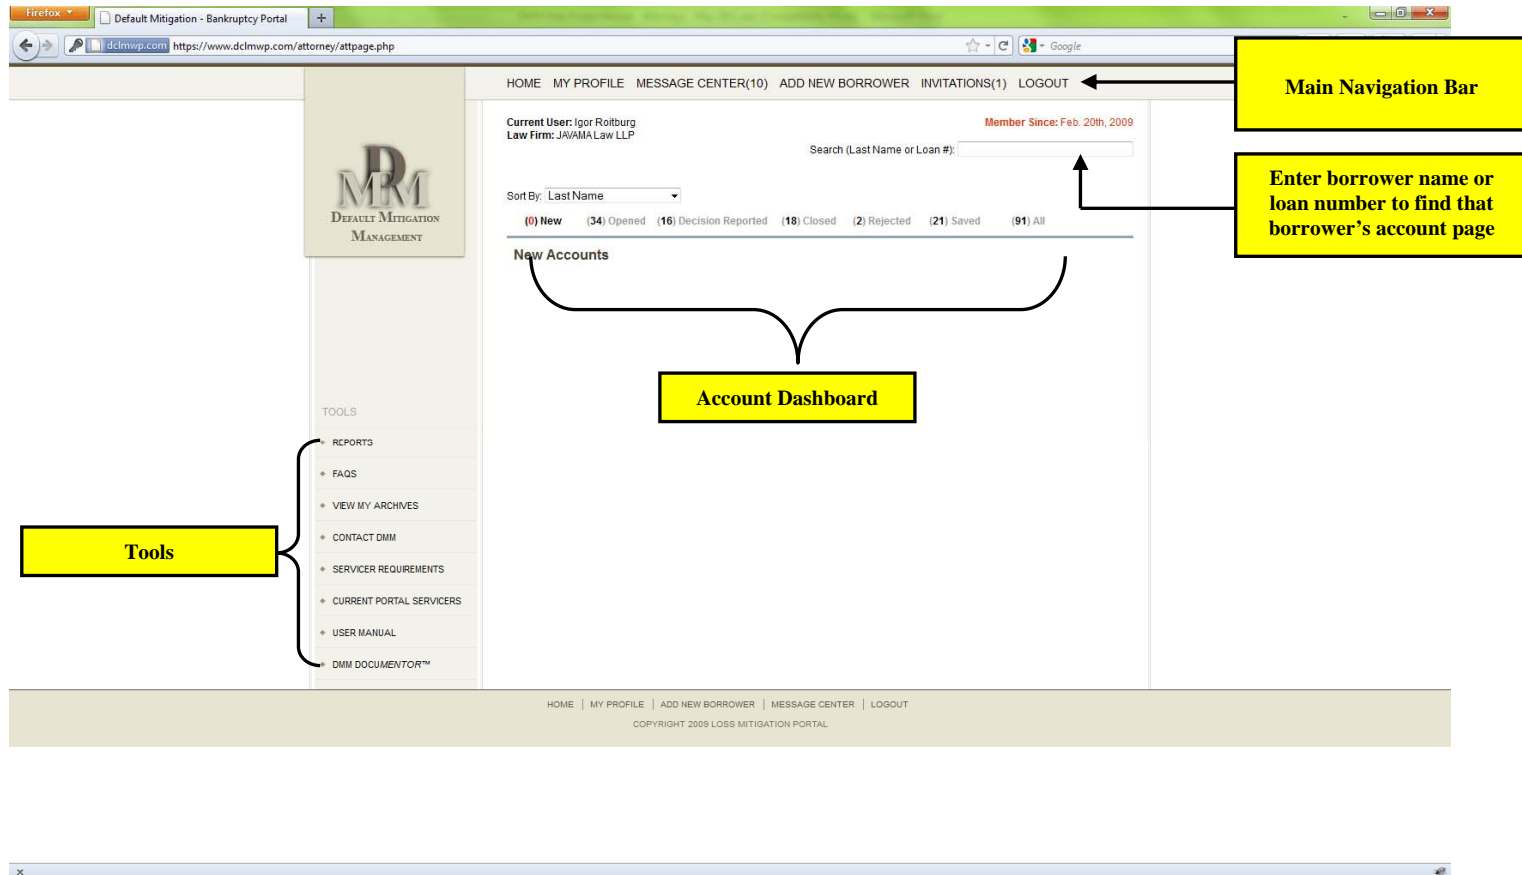 Firefox
Default Mitigation - Bankruptcy Portal
+
dclmwp.com https://www.dclmwp.com/attorney/attpage.php
Google
HOME MY PROFILE MESSAGE CENTER(10) ADD NEW BORROWER INVITATIONS(1) LOGOUT
Main Navigation Bar
Current User: Igor Roitburg
Member Since: Feb. 20th, 2009
Law Firm: JAVAMA Law LLP
Search (Last Name or Loan #):
Enter borrower name or
loan number to find that
borrower's account page
DMM
DEFAULT MITIGATION
MANAGEMENT
Sort By: Last Name
(0) New (34) Opened (16) Decision Reported (18) Closed (2) Rejected (21) Saved (91) All
New Accounts
Account Dashboard
TOOLS
REPORTS
FAQS
VIEW MY ARCHIVES
CONTACT DMM
SERVICER REQUIREMENTS
CURRENT PORTAL SERVICERS
USER MANUAL
DMM DOCUMENTOR™
Tools
HOME | MY PROFILE | ADD NEW BORROWER | MESSAGE CENTER | LOGOUT
COPYRIGHT 2009 LOSS MITIGATION PORTAL